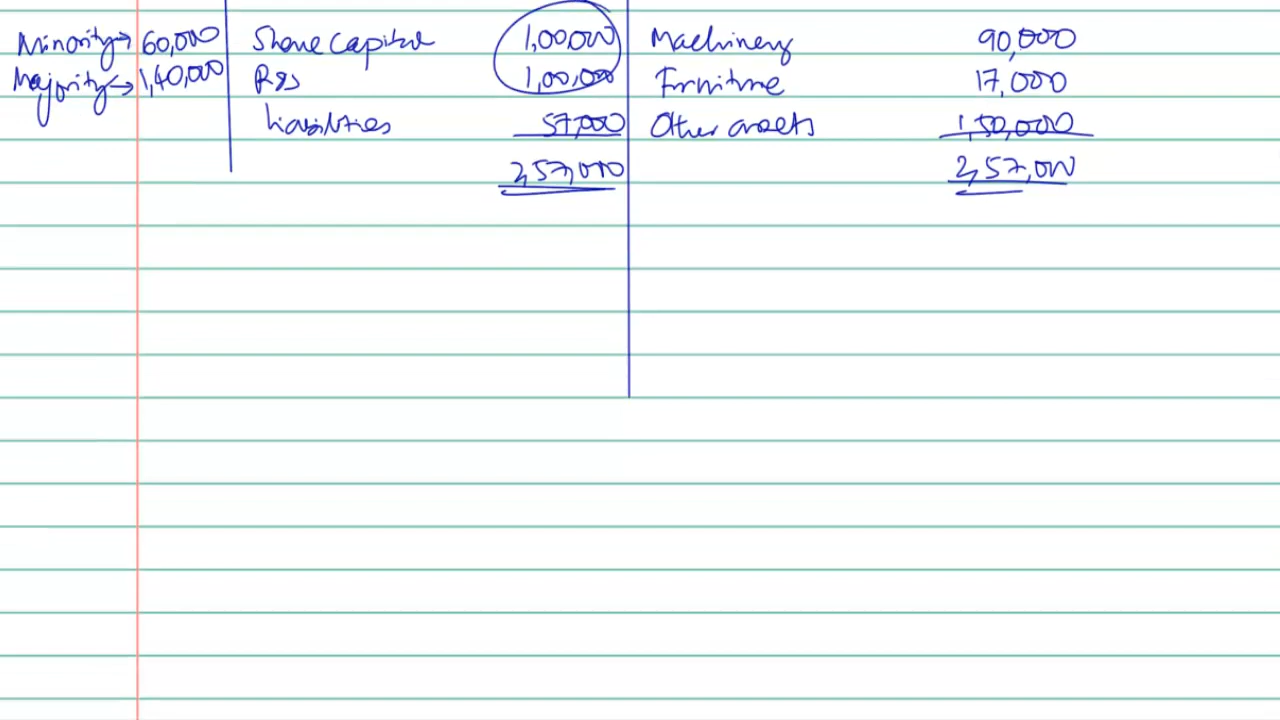 Minority → 60,000 Share Capital 1,00,000 Machinery 90,000
Majority → 1,40,000 R&S 1,00,000 Furniture 17,000
Liabilities 57,000 Other assets 1,50,000
2,57,000 2,57,000